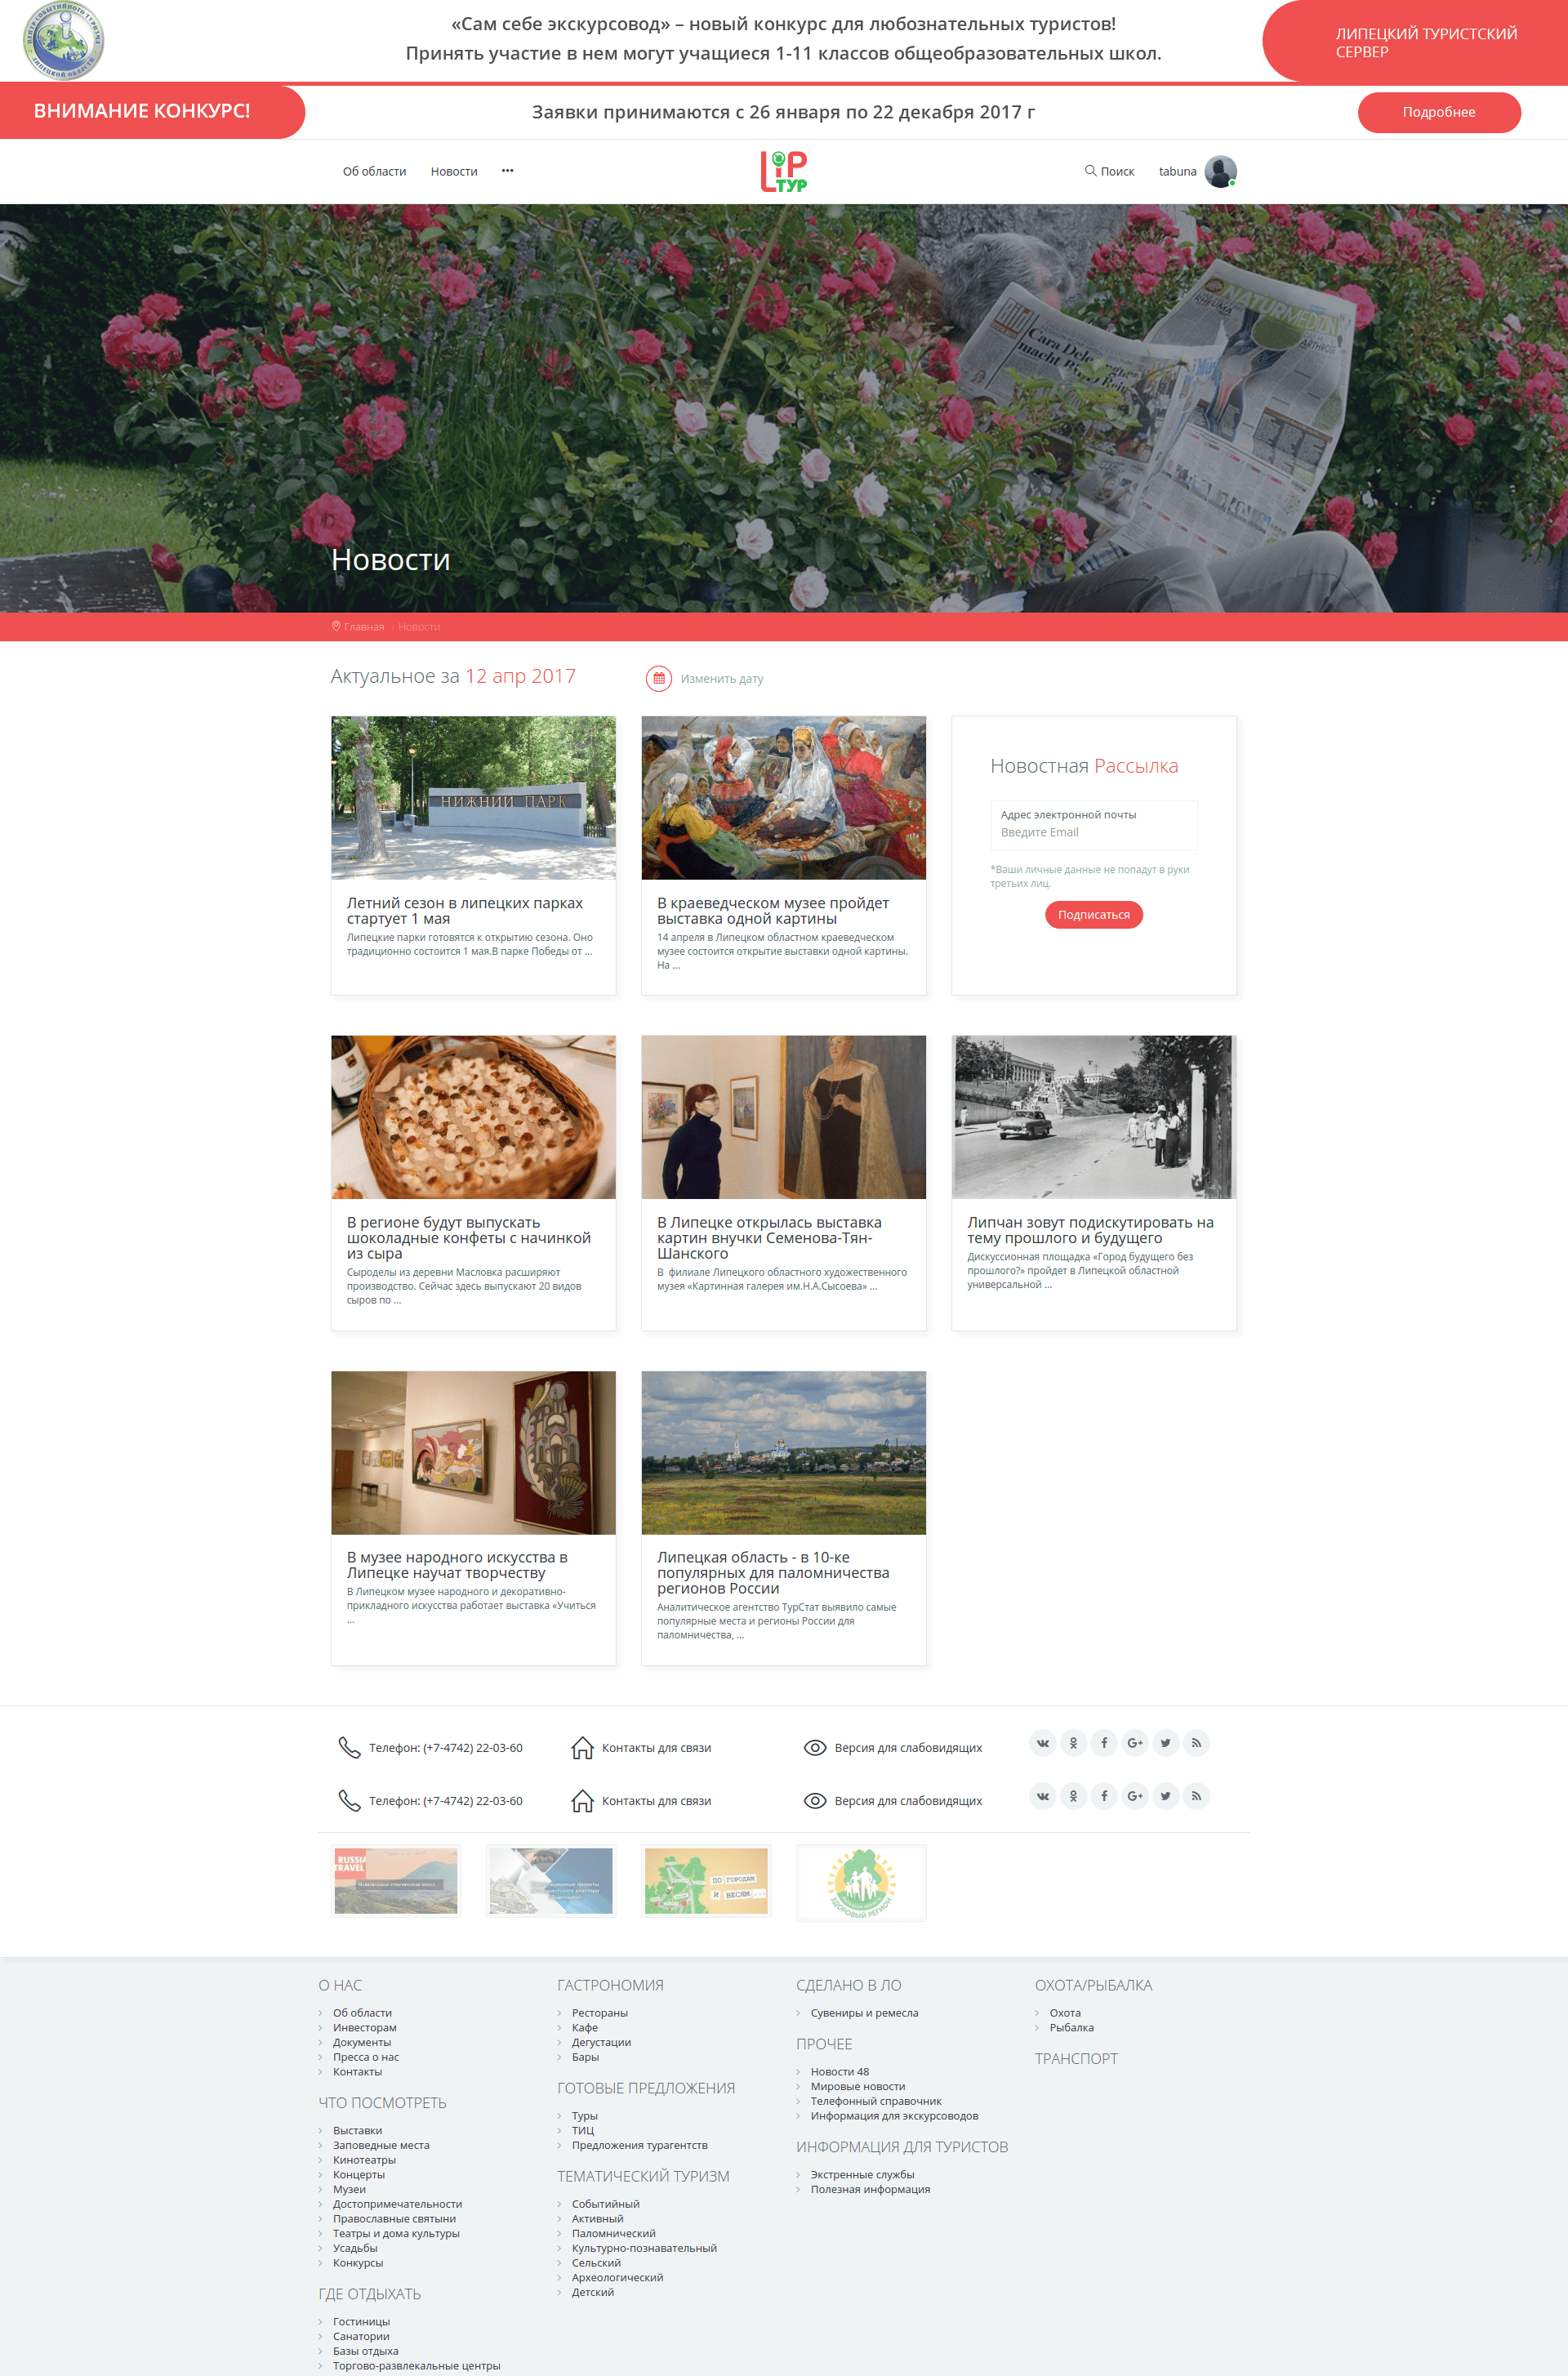 «Сам себе экскурсовод» – новый конкурс для любознательных туристов!
Принять участие в нем могут учащиеся 1-11 классов общеобразовательных школ.
ЛИПЕЦКИЙ ТУРИСТСКИЙ
СЕРВЕР
ВНИМАНИЕ КОНКУРС!
Заявки принимаются с 26 января по 22 декабря 2017 г
Подробнее
Об области
Новости
•••
LiP
ТУР
Поиск
tabuna
Cara
macht
Новости
Главная
Новости
Актуальное за 12 апр 2017
Изменить дату
НИЖНИЙ ПАРК
Летний сезон в липецких парках
стартует 1 мая
Липецкие парки готовятся к открытию сезона. Оно
традиционно состоится 1 мая.В парке Победы от ...
В краеведческом музее пройдет
выставка одной картины
14 апреля в Липецком областном краеведческом
музее состоится открытие выставки одной картины.
На ...
Новостная Рассылка
Адрес электронной почты
Введите Email
*Ваши личные данные не попадут в руки
третьих лиц.
Подписаться
В регионе будут выпускать
шоколадные конфеты с начинкой
из сыра
Сыроделы из деревни Масловка расширяют
производство. Сейчас здесь выпускают 20 видов
сыров по ...
В Липецке открылась выставка
картин внучки Семенова-Тян-
Шанского
В  филиале Липецкого областного художественного
музея «Картинная галерея им.Н.А.Сысоева» ...
Липчан зовут подискутировать на
тему прошлого и будущего
Дискуссионная площадка «Город будущего без
прошлого?» пройдет в Липецкой областной
универсальной ...
В музее народного искусства в
Липецке научат творчеству
В Липецком музее народного и декоративно-
прикладного искусства работает выставка «Учиться
...
Липецкая область - в 10-ке
популярных для паломничества
регионов России
Аналитическое агентство ТурСтат выявило самые
популярные места и регионы России для
паломничества, ...
Телефон: (+7-4742) 22-03-60
Контакты для связи
Версия для слабовидящих
Телефон: (+7-4742) 22-03-60
Контакты для связи
Версия для слабовидящих
RUSSIA
TRAVEL
ПО ГОРОДАМ
И ВЕСЯМ...
ЗДОРОВЫЙ РЕГИОН
О НАС
Об области
Инвесторам
Документы
Пресса о нас
Контакты
ЧТО ПОСМОТРЕТЬ
Выставки
Заповедные места
Кинотеатры
Концерты
Музеи
Достопримечательности
Православные святыни
Театры и дома культуры
Усадьбы
Конкурсы
ГДЕ ОТДЫХАТЬ
Гостиницы
Санатории
Базы отдыха
Торгово-развлекальные центры
ГАСТРОНОМИЯ
Рестораны
Кафе
Дегустации
Бары
ГОТОВЫЕ ПРЕДЛОЖЕНИЯ
Туры
ТИЦ
Предложения турагентств
ТЕМАТИЧЕСКИЙ ТУРИЗМ
Событийный
Активный
Паломнический
Культурно-познавательный
Сельский
Археологический
Детский
СДЕЛАНО В ЛО
Сувениры и ремесла
ПРОЧЕЕ
Новости 48
Мировые новости
Телефонный справочник
Информация для экскурсоводов
ИНФОРМАЦИЯ ДЛЯ ТУРИСТОВ
Экстренные службы
Полезная информация
ОХОТА/РЫБАЛКА
Охота
Рыбалка
ТРАНСПОРТ